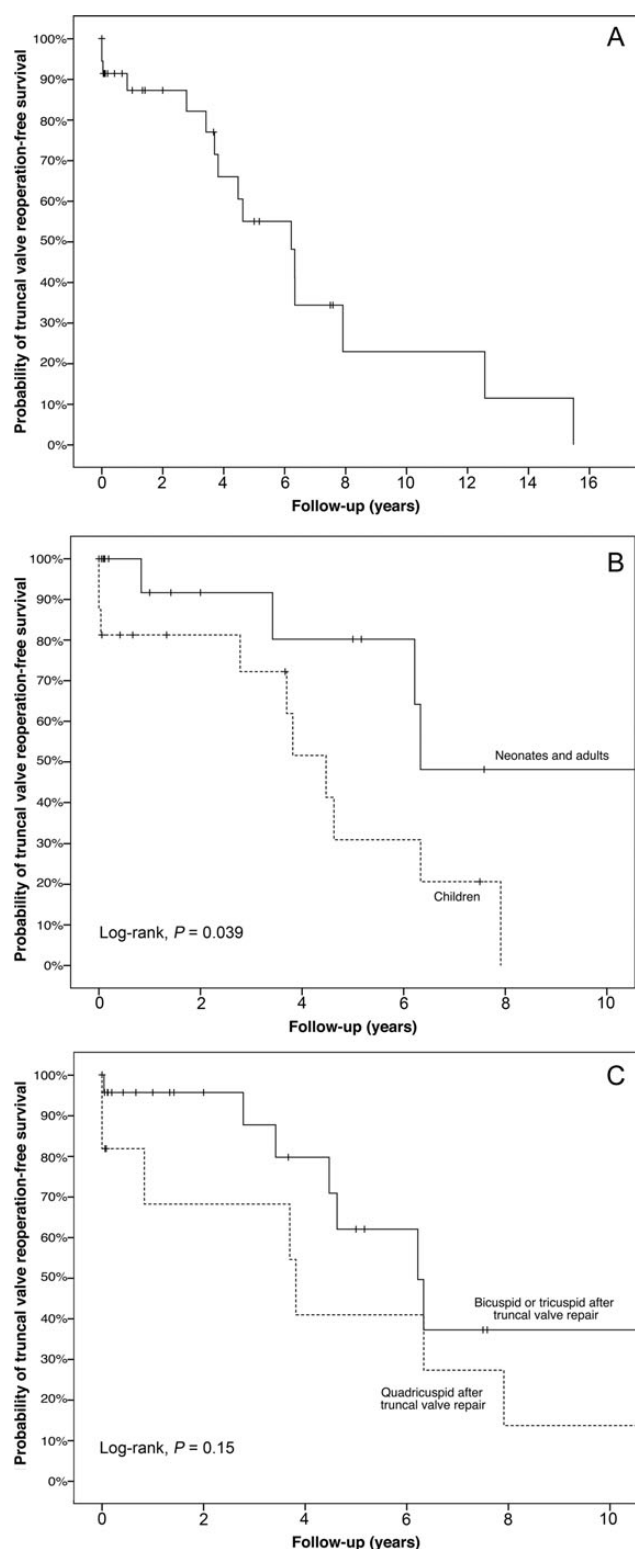 A
Probability of truncal valve reoperation-free survival
100%
90%
80%
70%
60%
50%
40%
30%
20%
10%
0%
0 2 4 6 8 10 12 14 16
Follow-up (years)
B
Probability of truncal valve reoperation-free survival
100%
90%
80%
70%
60%
50%
40%
30%
20%
10%
0%
Neonates and adults
Children
Log-rank, P = 0.039
0 2 4 6 8 10
Follow-up (years)
C
Probability of truncal valve reoperation-free survival
100%
90%
80%
70%
60%
50%
40%
30%
20%
10%
0%
Bicuspid or tricuspid after
truncal valve repair
Quadricuspid after
truncal valve repair
Log-rank, P = 0.15
0 2 4 6 8 10
Follow-up (years)